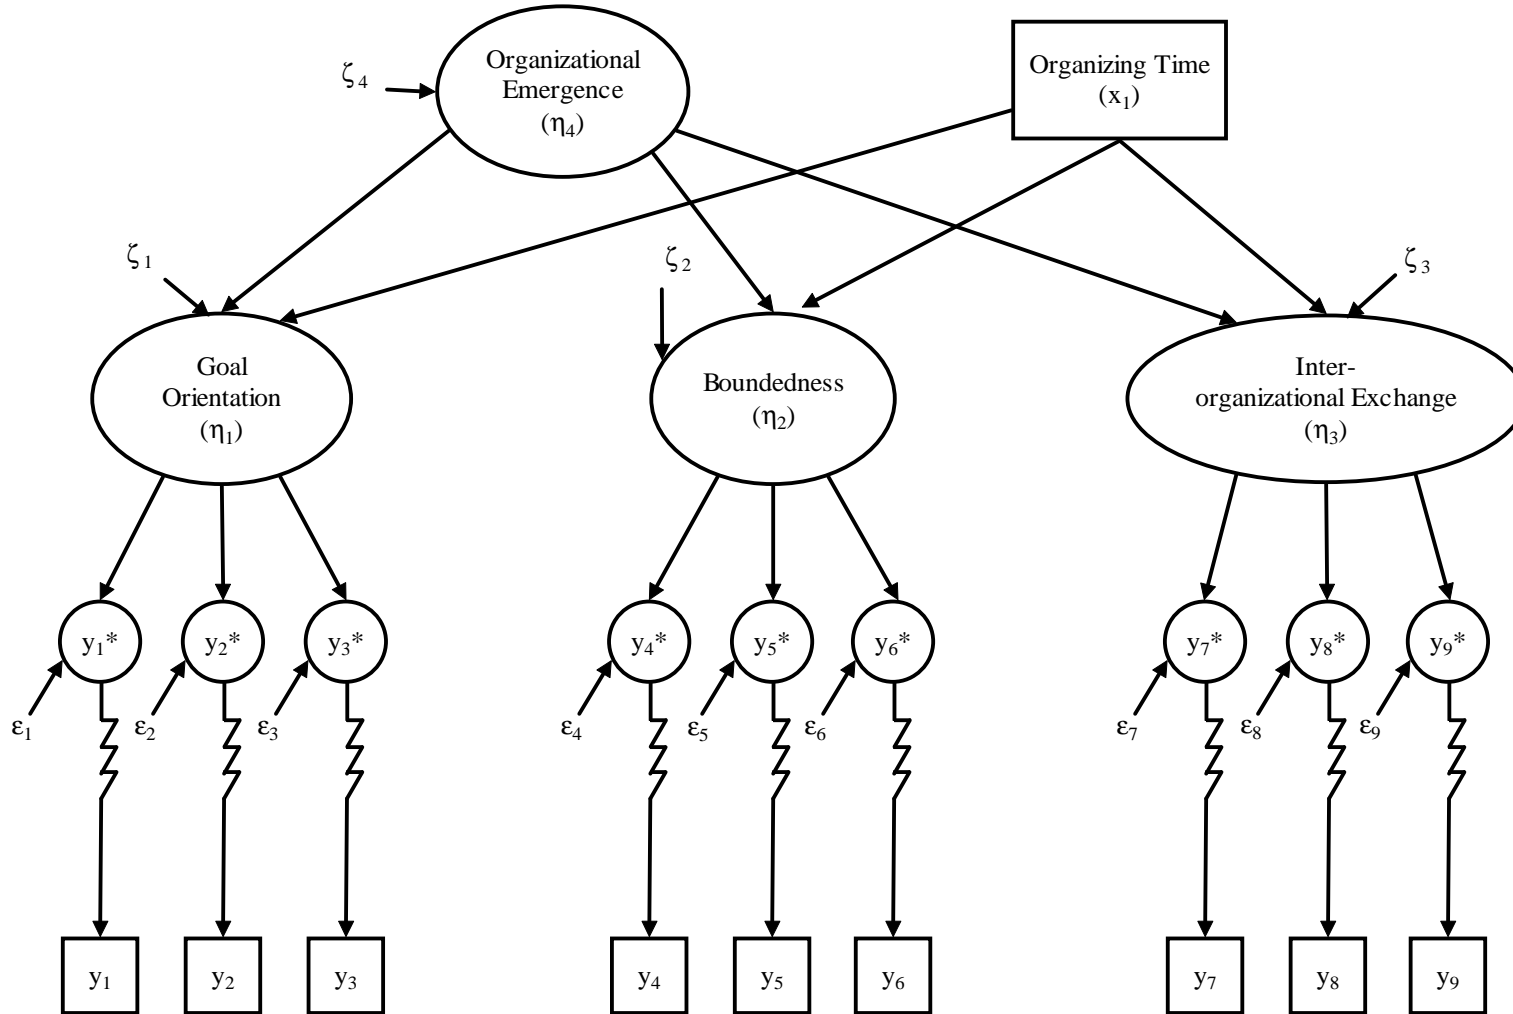 Organizational
Emergence
(η₄)
Organizing Time
(x₁)
ζ₄
ζ₁
ζ₂
ζ₃
Goal
Orientation
(η₁)
Boundedness
(η₂)
Inter-
organizational Exchange
(η₃)
y₁* y₂* y₃* y₄* y₅* y₆* y₇* y₈* y₉*
ε₁ ε₂ ε₃ ε₄ ε₅ ε₆ ε₇ ε₈ ε₉
y₁ y₂ y₃ y₄ y₅ y₆ y₇ y₈ y₉